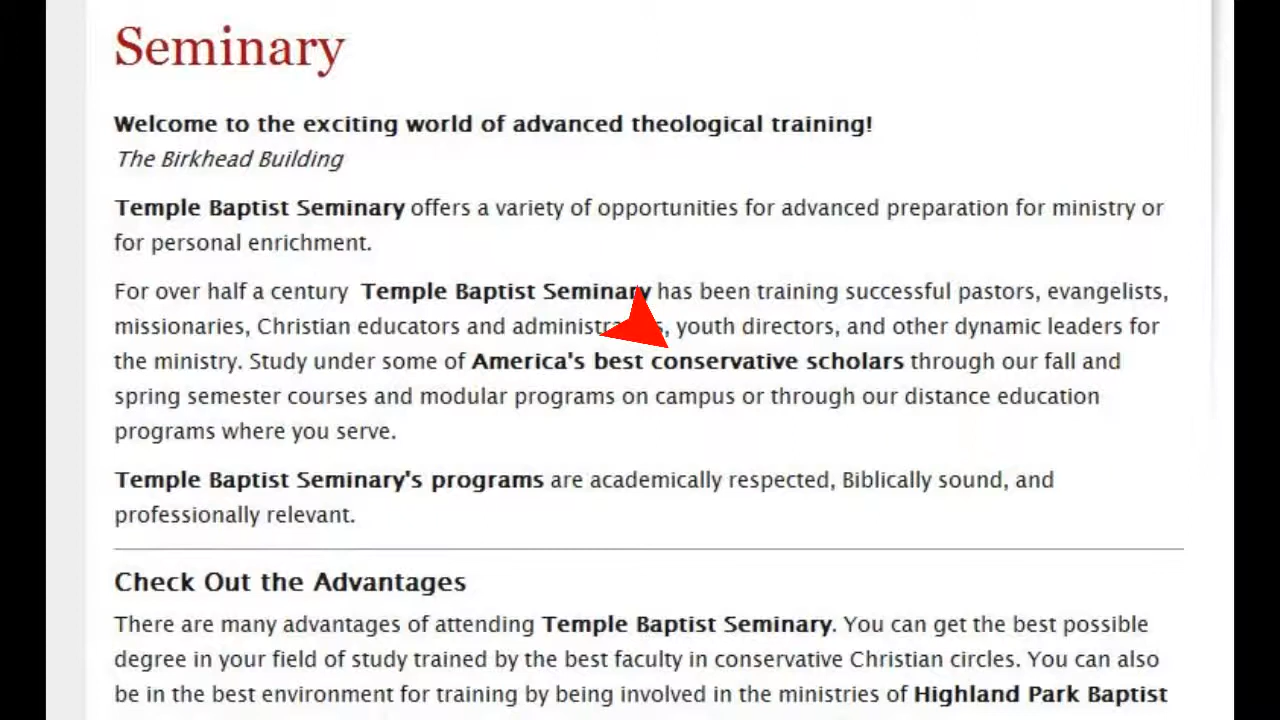 Seminary
Welcome to the exciting world of advanced theological training!
The Birkhead Building
Temple Baptist Seminary offers a variety of opportunities for advanced preparation for ministry or
for personal enrichment.
For over half a century Temple Baptist Seminary has been training successful pastors, evangelists,
missionaries, Christian educators and administrators, youth directors, and other dynamic leaders for
the ministry. Study under some of America's best conservative scholars through our fall and
spring semester courses and modular programs on campus or through our distance education
programs where you serve.
Temple Baptist Seminary's programs are academically respected, Biblically sound, and
professionally relevant.
Check Out the Advantages
There are many advantages of attending Temple Baptist Seminary. You can get the best possible
degree in your field of study trained by the best faculty in conservative Christian circles. You can also
be in the best environment for training by being involved in the ministries of Highland Park Baptist